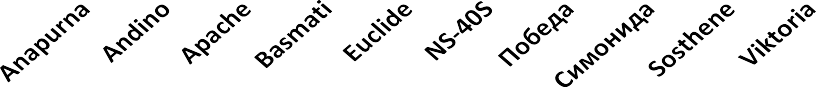 Anapurna
Andino
Apache
Basmati
Euclide
NS-40S
Победа
Симонида
Sosthene
Viktoria